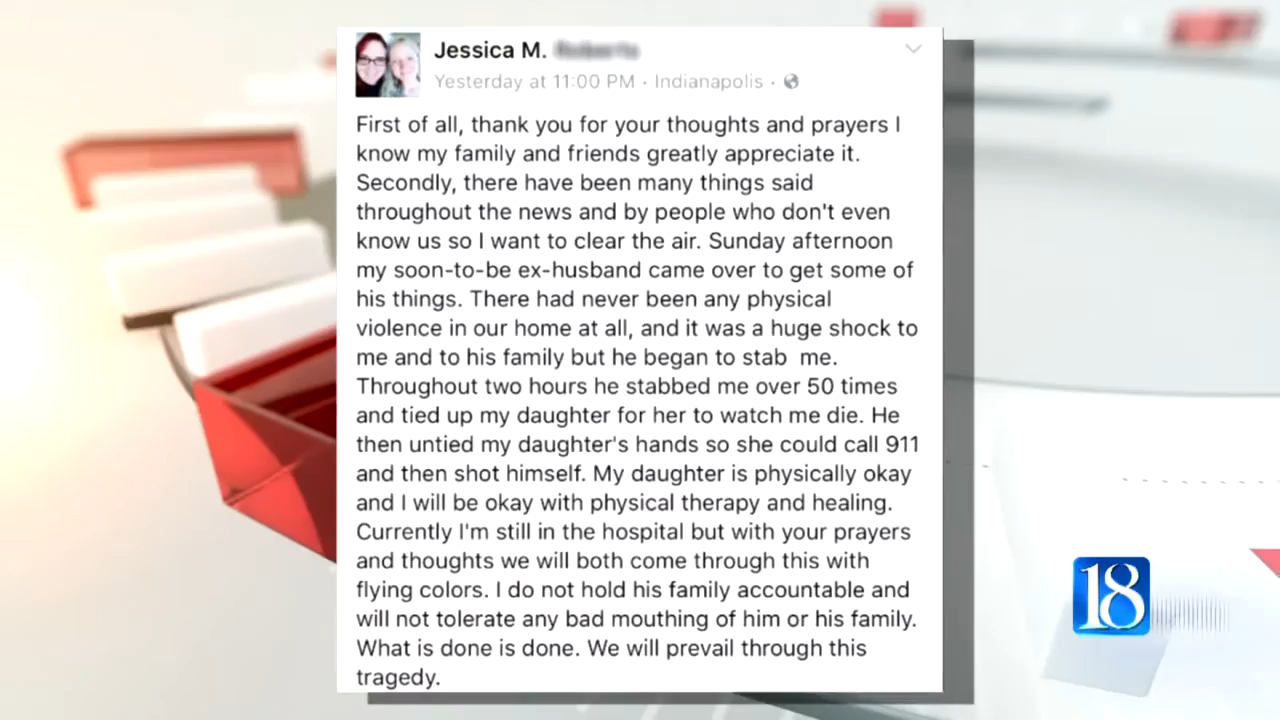 Jessica M.
Yesterday at 11:00 PM · Indianapolis ·
First of all, thank you for your thoughts and prayers I
know my family and friends greatly appreciate it.
Secondly, there have been many things said
throughout the news and by people who don't even
know us so I want to clear the air. Sunday afternoon
my soon-to-be ex-husband came over to get some of
his things. There had never been any physical
violence in our home at all, and it was a huge shock to
me and to his family but he began to stab me.
Throughout two hours he stabbed me over 50 times
and tied up my daughter for her to watch me die. He
then untied my daughter's hands so she could call 911
and then shot himself. My daughter is physically okay
and I will be okay with physical therapy and healing.
Currently I'm still in the hospital but with your prayers
and thoughts we will both come through this with
flying colors. I do not hold his family accountable and
will not tolerate any bad mouthing of him or his family.
What is done is done. We will prevail through this
tragedy.
18